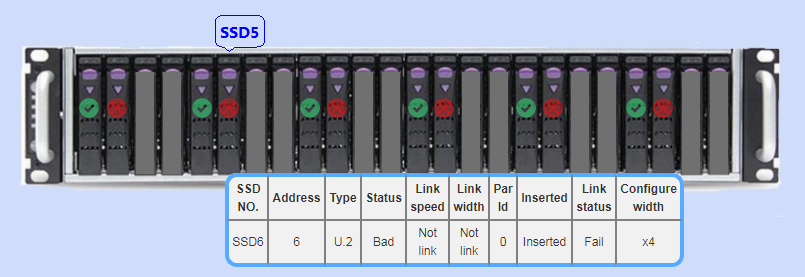 SSD5
SSD NO. Address Type Status Link speed Link width Par Id Inserted Link status Configure width
SSD6 6 U.2 Bad Not link Not link 0 Inserted Fail x4